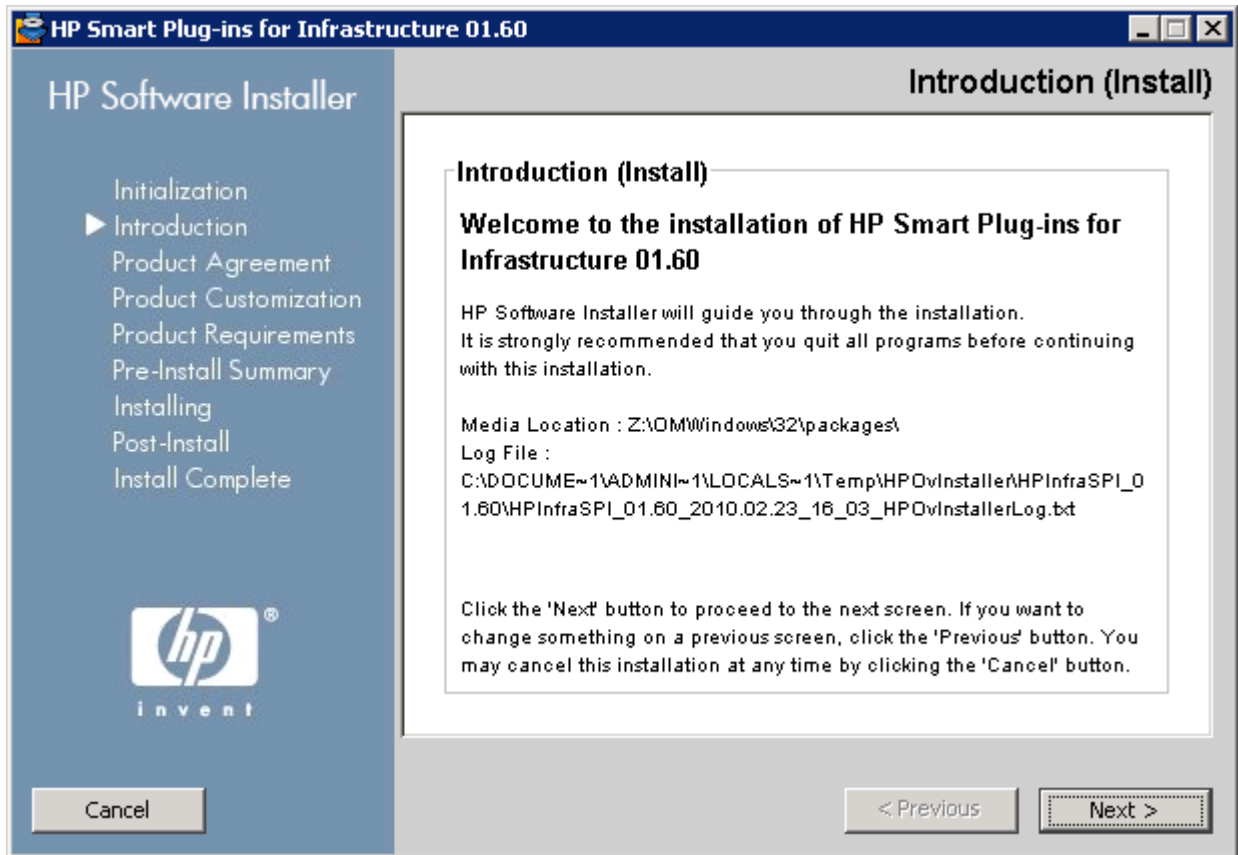 HP Smart Plug-ins for Infrastructure 01.60
HP Software Installer
Initialization
Introduction
Product Agreement
Product Customization
Product Requirements
Pre-Install Summary
Installing
Post-Install
Install Complete
hp
®
invent
Cancel
Introduction (Install)
Introduction (Install)
Welcome to the installation of HP Smart Plug-ins for
Infrastructure 01.60
HP Software Installer will guide you through the installation.
It is strongly recommended that you quit all programs before continuing
with this installation.
Media Location : Z:\OMWindows\32\packages\
Log File :
C:\DOCUME~1\ADMINI~1\LOCALS~1\Temp\HPOvInstaller\HPInfraSPI_0
1.60\HPInfraSPI_01.60_2010.02.23_16_03_HPOvInstallerLog.txt
Click the 'Next' button to proceed to the next screen. If you want to
change something on a previous screen, click the 'Previous' button. You
may cancel this installation at any time by clicking the 'Cancel' button.
< Previous
Next >